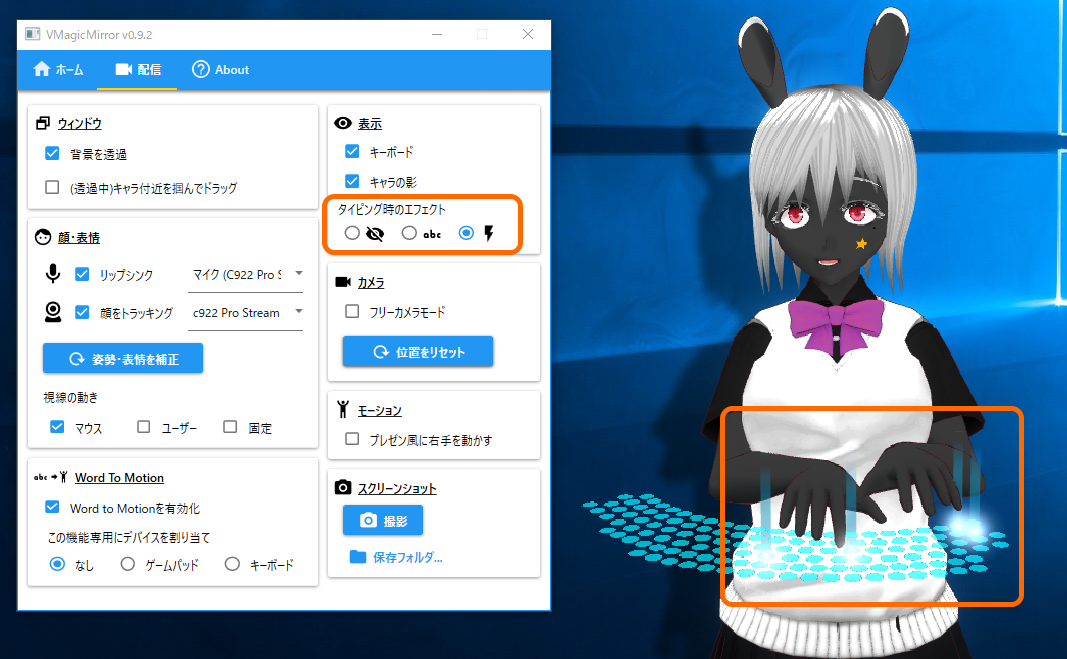 VMagicMirror v0.9.2
ホーム
配信
About
ウィンドウ
背景を透過
(透過中)キャラ付近を掴んでドラッグ
顔・表情
リップシンク
マイク (C922 Pro S
顔をトラッキング
c922 Pro Stream
姿勢・表情を補正
視線の動き
マウス
ユーザー
固定
abc
Word To Motion
Word to Motionを有効化
この機能専用にデバイスを割り当て
なし
ゲームパッド
キーボード
表示
キーボード
キャラの影
タイピング時のエフェクト
abc
カメラ
フリーカメラモード
位置をリセット
モーション
プレゼン風に右手を動かす
スクリーンショット
撮影
保存フォルダ...